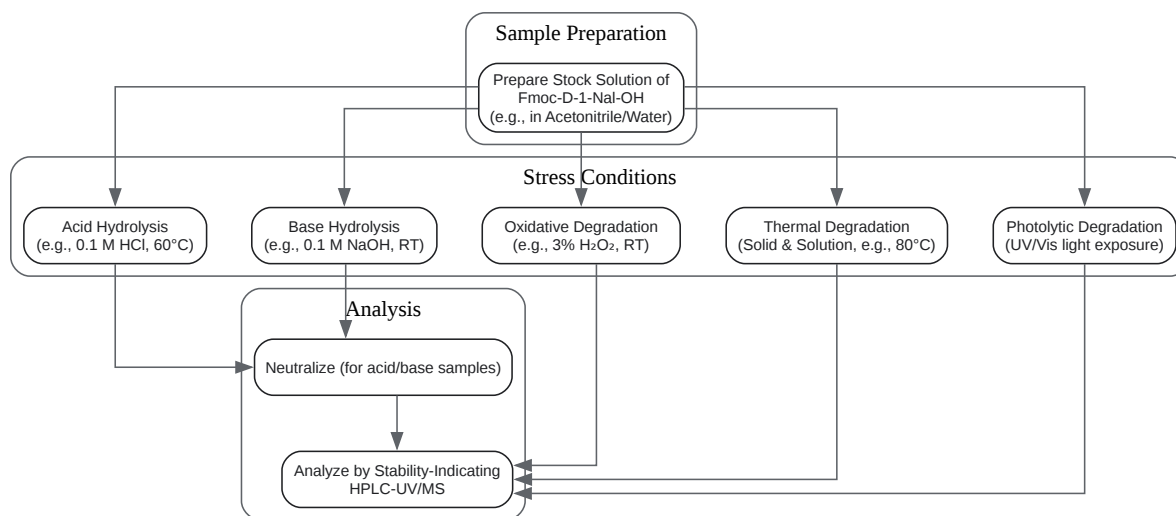 Sample Preparation
Prepare Stock Solution of
Fmoc-D-1-Nal-OH
(e.g., in Acetonitrile/Water)
Stress Conditions
Acid Hydrolysis
(e.g., 0.1 M HCl, 60°C)
Base Hydrolysis
(e.g., 0.1 M NaOH, RT)
Oxidative Degradation
(e.g., 3% H₂O₂, RT)
Thermal Degradation
(Solid & Solution, e.g., 80°C)
Photolytic Degradation
(UV/Vis light exposure)
Analysis
Neutralize (for acid/base samples)
Analyze by Stability-Indicating
HPLC-UV/MS